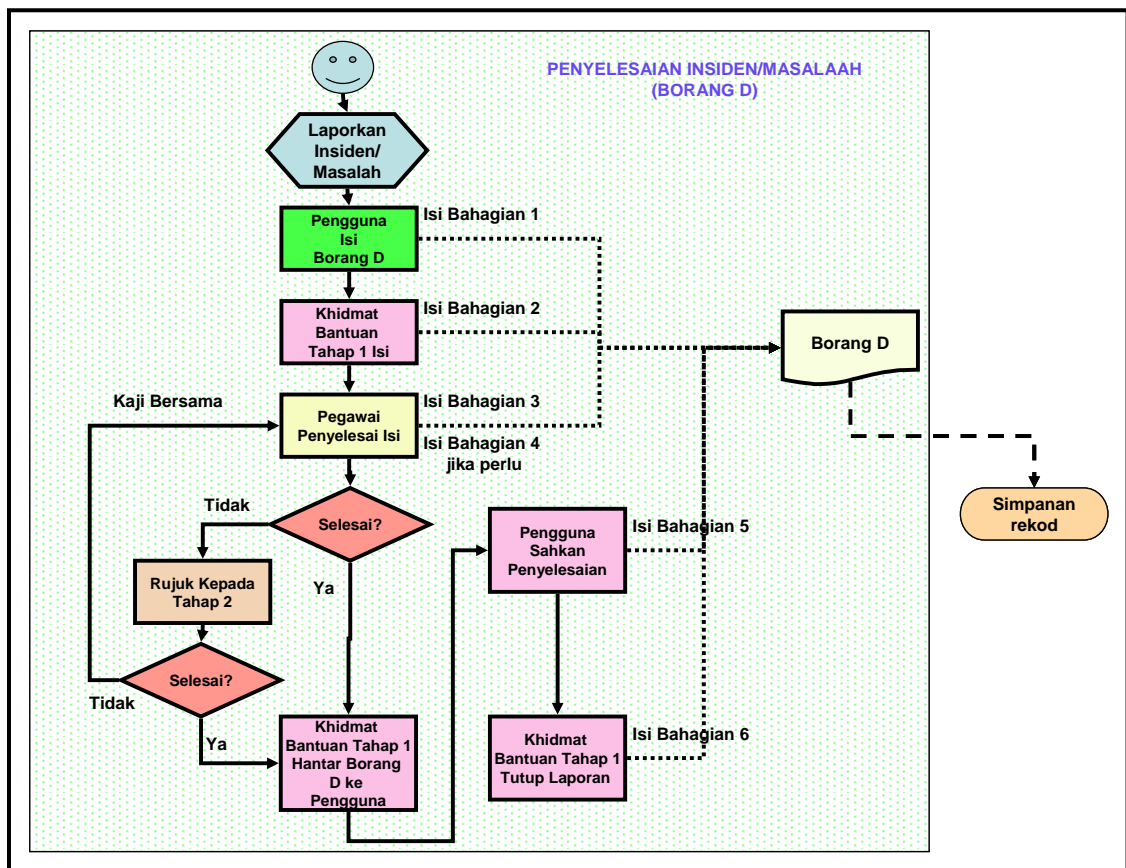 PENYELESAIAN INSIDEN/MASALAAH
(BORANG D)
Laporkan
Insiden/
Masalah
Pengguna
Isi
Borang D
Isi Bahagian 1
Khidmat
Bantuan
Tahap 1 Isi
Isi Bahagian 2
Borang D
Kaji Bersama
Pegawai
Penyelesai Isi
Isi Bahagian 3
Isi Bahagian 4
jika perlu
Tidak
Selesai?
Ya
Pengguna
Sahkan
Penyelesaian
Isi Bahagian 5
Simpanan
rekod
Rujuk Kepada
Tahap 2
Selesai?
Tidak
Ya
Khidmat
Bantuan Tahap 1
Hantar Borang
D ke
Pengguna
Khidmat
Bantuan Tahap 1
Tutup Laporan
Isi Bahagian 6